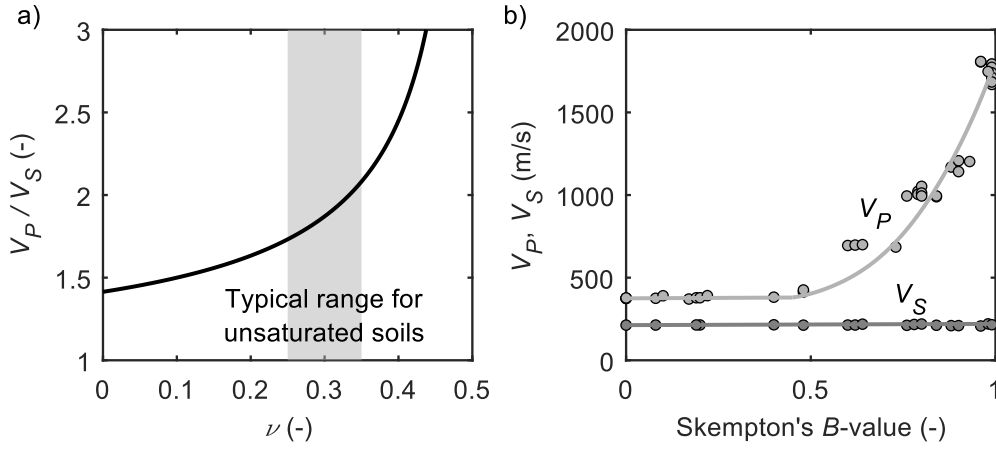 a)
3
2.5
2
1.5
1
V_P / V_S (-)
Typical range for
unsaturated soils
0 0.1 0.2 0.3 0.4 0.5
ν (-)
b)
2000
1500
1000
500
0
V_P, V_S (m/s)
V_P
V_S
0 0.5 1
Skempton's B-value (-)